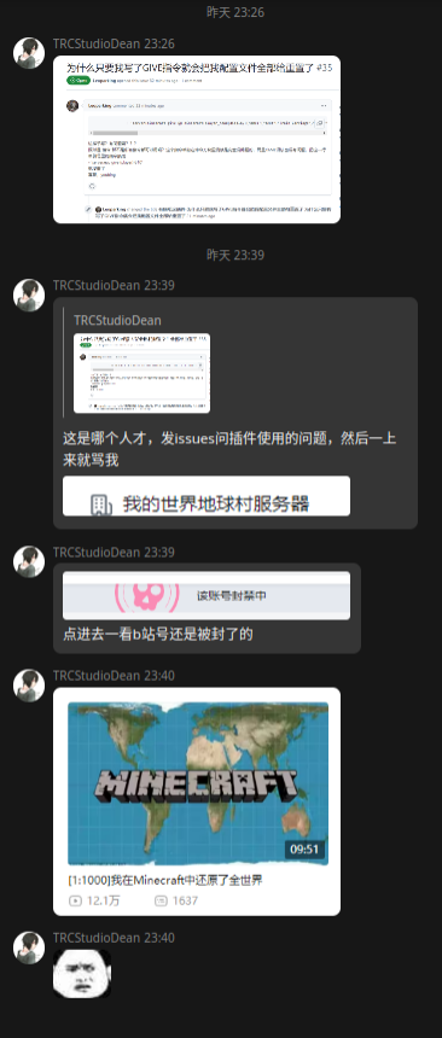 昨天 23:26
TRCStudioDean 23:26
为什么只要我写了GIVE指令就会把我配置文件全部给重置了 #35
Open
昨天 23:39
TRCStudioDean 23:39
TRCStudioDean
这是哪个人才，发issues问插件使用的问题，然后一上
来就骂我
我的世界地球村服务器
TRCStudioDean 23:39
该账号封禁中
点进去一看b站号还是被封了的
TRCStudioDean 23:40
MINECRAFT
09:51
[1:1000]我在Minecraft中还原了全世界
12.1万 1637
TRCStudioDean 23:40